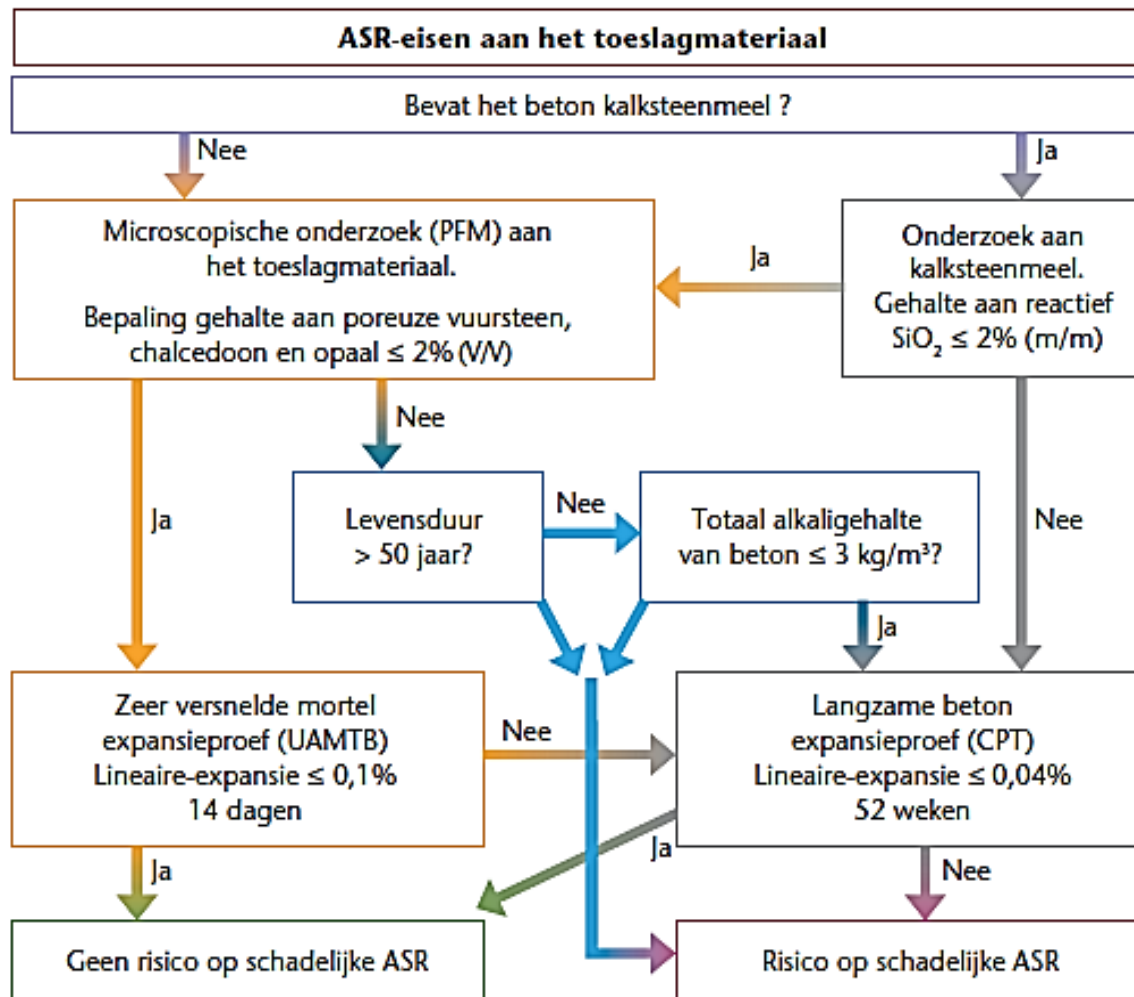 ASR-eisen aan het toeslagmateriaal
Bevat het beton kalksteenmeel ?
Nee
Ja
Microscopische onderzoek (PFM) aan
het toeslagmateriaal.
Bepaling gehalte aan poreuze vuursteen,
chalcedoon en opaal ≤ 2% (V/V)
Ja
Onderzoek aan
kalksteenmeel.
Gehalte aan reactief
SiO₂ ≤ 2% (m/m)
Nee
Ja
Levensduur
> 50 jaar?
Nee
Totaal alkaligehalte
van beton ≤ 3 kg/m³?
Nee
Ja
Zeer versnelde mortel
expansieproef (UAMTB)
Lineaire-expansie ≤ 0,1%
14 dagen
Nee
Langzame beton
expansieproef (CPT)
Lineaire-expansie ≤ 0,04%
52 weken
Ja
Ja
Nee
Geen risico op schadelijke ASR
Risico op schadelijke ASR